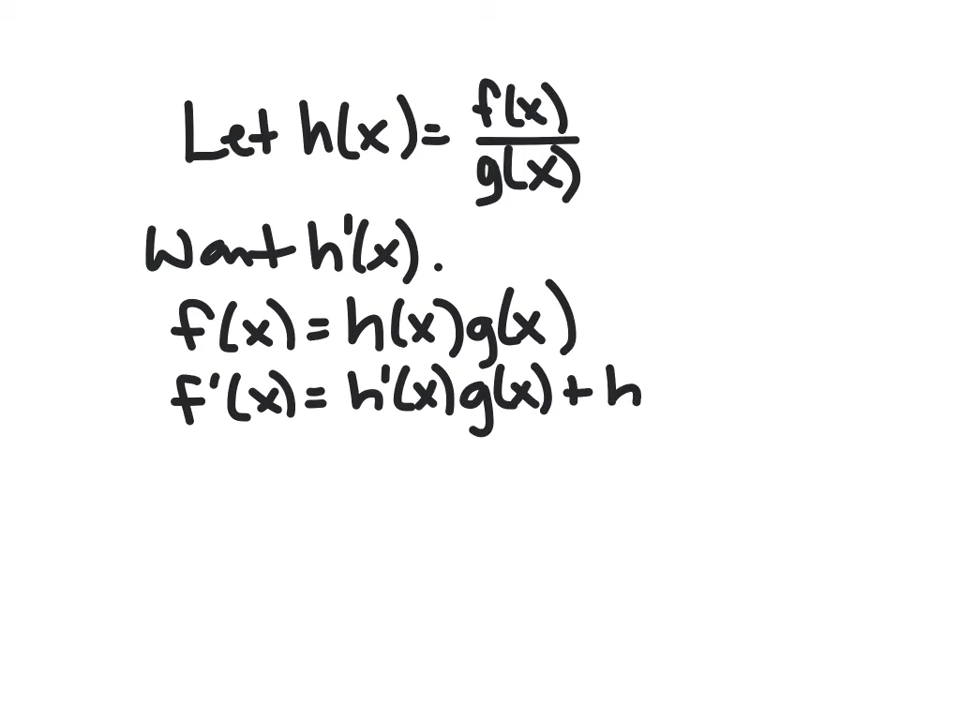 Let h(x) = f(x)/g(x)
Want h'(x).
f(x) = h(x)g(x)
f'(x) = h'(x)g(x) + h